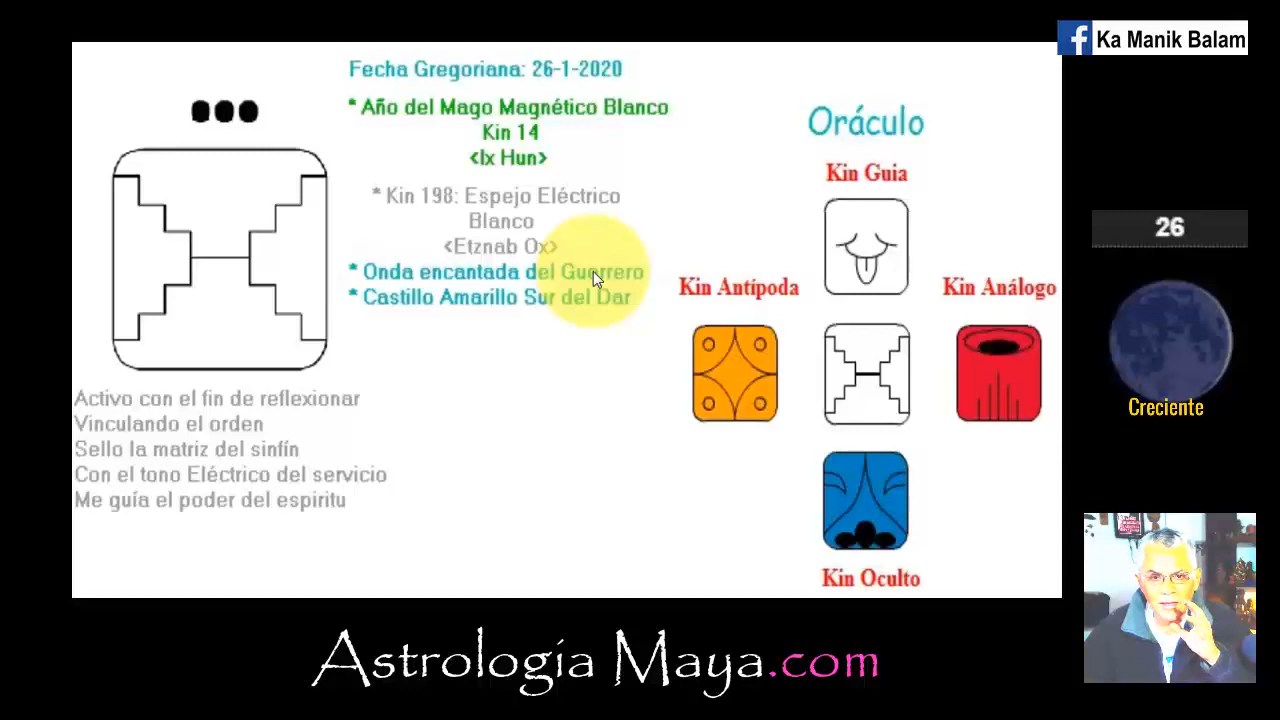 Ka Manik Balam
Fecha Gregoriana: 26-1-2020
* Año del Mago Magnético Blanco
Kin 14
<Ix Hun>
* Kin 198: Espejo Eléctrico
Blanco
<Etznab Ox>
* Onda encantada del Guerrero
* Castillo Amarillo Sur del Dar
Activo con el fin de reflexionar
Vinculando el orden
Sello la matriz del sinfín
Con el tono Eléctrico del servicio
Me guía el poder del espiritu
Oráculo
Kin Guia
Kin Antípoda
Kin Análogo
Kin Oculto
26
Creciente
Astrologia Maya.com